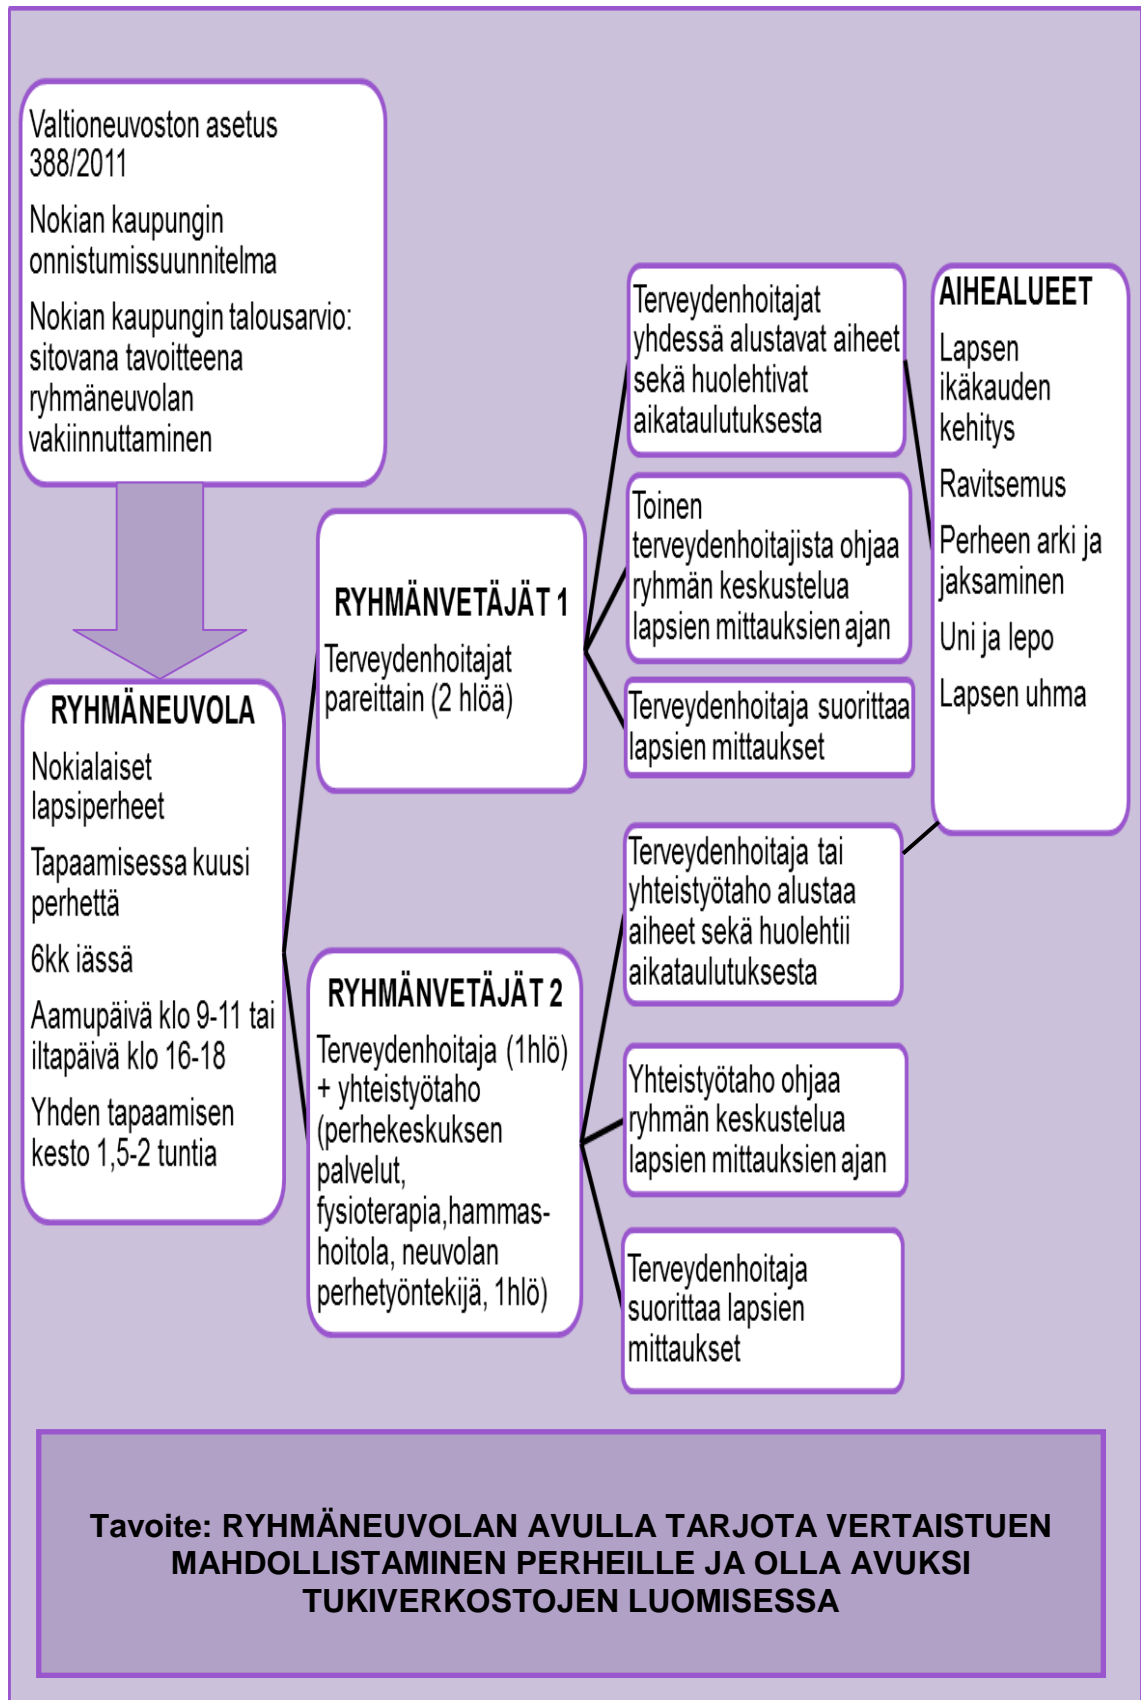 Valtioneuvoston asetus
388/2011
Nokian kaupungin
onnistumissuunnitelma
Nokian kaupungin talousarvio:
sitovana tavoitteena
ryhmäneuvolan
vakiinnuttaminen
RYHMÄNEUVOLA
Nokialaiset
lapsiperheet
Tapaamisessa kuusi
perhettä
6kk iässä
Aamupäivä klo 9-11 tai
iltapäivä klo 16-18
Yhden tapaamisen
kesto 1,5-2 tuntia
RYHMÄNVETÄJÄT 1
Terveydenhoitajat
pareittain (2 hlöä)
RYHMÄNVETÄJÄT 2
Terveydenhoitaja (1hlö)
+ yhteistyötaho
(perhekeskuksen
palvelut,
fysioterapia,hammas-
hoitola, neuvolan
perhetyöntekijä, 1hlö)
Terveydenhoitajat
yhdessä alustavat aiheet
sekä huolehtivat
aikataulutuksesta
Toinen
terveydenhoitajista ohjaa
ryhmän keskustelua
lapsien mittauksien ajan
Terveydenhoitaja suorittaa
lapsien mittaukset
Terveydenhoitaja tai
yhteistyötaho alustaa
aiheet sekä huolehtii
aikataulutuksesta
Yhteistyötaho ohjaa
ryhmän keskustelua
lapsien mittauksien ajan
Terveydenhoitaja
suorittaa lapsien
mittaukset
AIHEALUEET
Lapsen
ikäkauden
kehitys
Ravitsemus
Perheen arki ja
jaksaminen
Uni ja lepo
Lapsen uhma
Tavoite: RYHMÄNEUVOLAN AVULLA TARJOTA VERTAISTUEN
MAHDOLLISTAMINEN PERHEILLE JA OLLA AVUKSI
TUKIVERKOSTOJEN LUOMISESSA